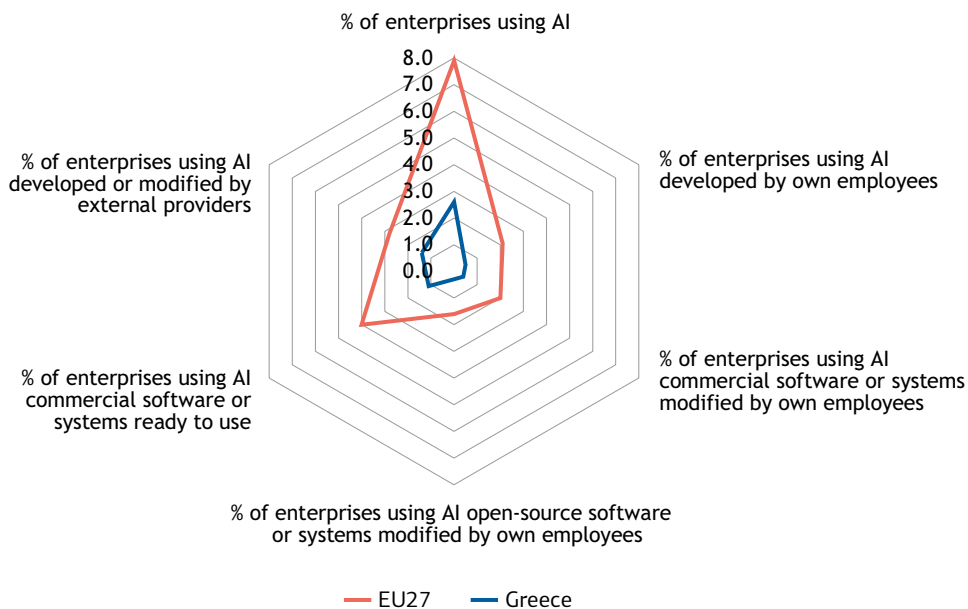 % of enterprises using AI
8.0
7.0
6.0
5.0
4.0
3.0
2.0
1.0
0.0
% of enterprises using AI
developed by own employees
% of enterprises using AI
commercial software or systems
modified by own employees
% of enterprises using AI open-source software
or systems modified by own employees
% of enterprises using AI
commercial software or
systems ready to use
% of enterprises using AI
developed or modified by
external providers
EU27
Greece